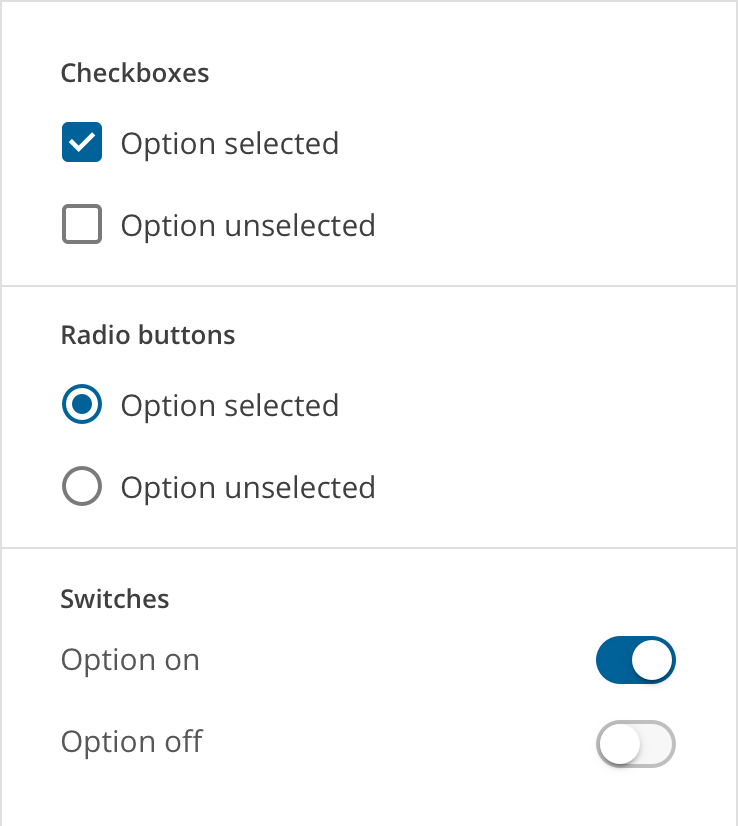 Checkboxes
Option selected
Option unselected
Radio buttons
Option selected
Option unselected
Switches
Option on
Option off